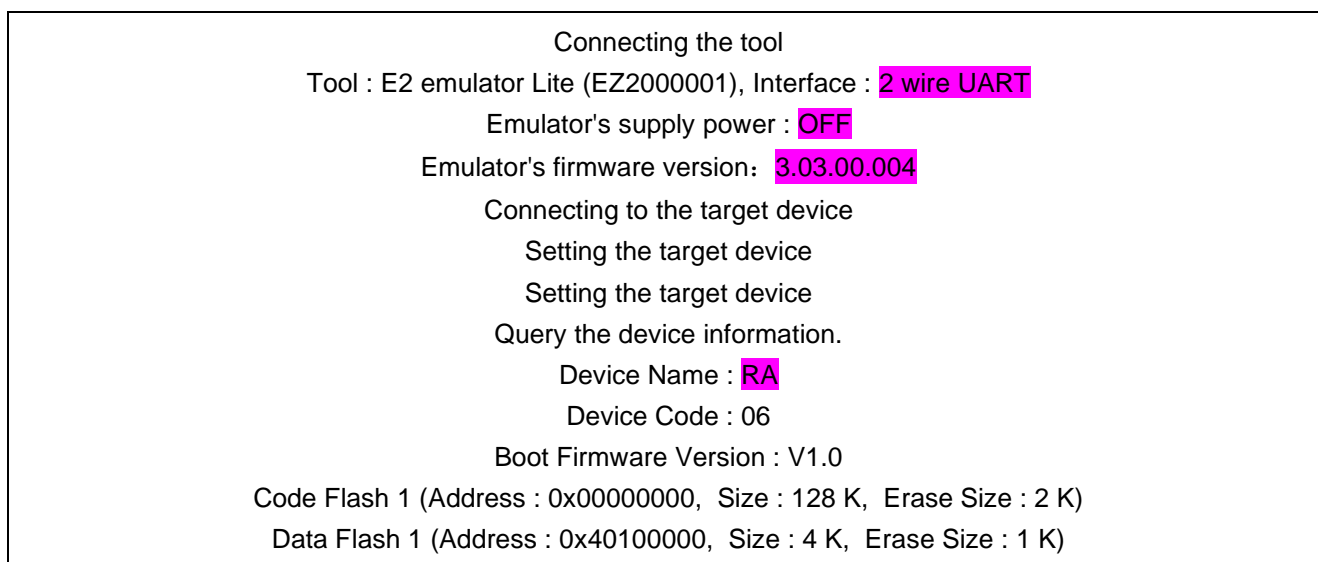 Connecting the tool
Tool : E2 emulator Lite (EZ2000001), Interface : 2 wire UART
Emulator's supply power : OFF
Emulator's firmware version：3.03.00.004
Connecting to the target device
Setting the target device
Setting the target device
Query the device information.
Device Name : RA
Device Code : 06
Boot Firmware Version : V1.0
Code Flash 1 (Address : 0x00000000,  Size : 128 K,  Erase Size : 2 K)
Data Flash 1 (Address : 0x40100000,  Size : 4 K,  Erase Size : 1 K)